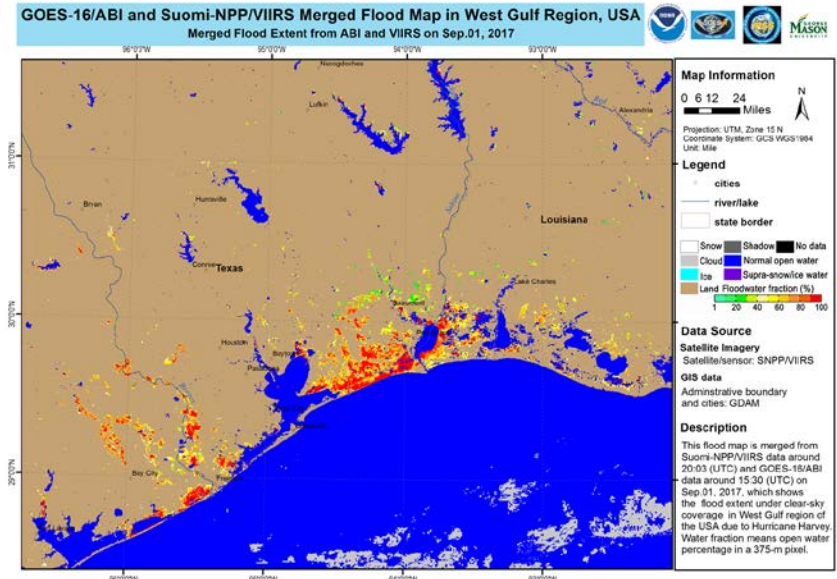 GOES-16/ABI and Suomi-NPP/VIIRS Merged Flood Map in West Gulf Region, USA
Merged Flood Extent from ABI and VIIRS on Sep.01, 2017
GEORGE
MASON
UNIVERSITY
96°0'0"W 95°0'0"W 94°0'0"W 93°0'0"W
31°0'0"N
30°0'0"N
29°0'0"N
Nacogdoches
Lufkin
Alexandria
Bryan
Huntsville
Louisiana
Conroe
Texas
Lake Charles
Beaumont
Houston
Bayto
Pasade
Bay City
Map Information
0 6 12 24
Miles
N
Projection: UTM, Zone 15 N
Coordinate System: GCS WGS1984
Unit: Mile
Legend
cities
river/lake
state border
Snow Shadow No data
Cloud Normal open water
Ice Supra-snow/ice water
Land Floodwater fraction (%)
1 20 40 60 80 100
Data Source
Satellite Imagery
Satellite/sensor: SNPP/VIIRS
GIS data
Adminstrative boundary
and cities: GDAM
Description
This flood map is merged from
Suomi-NPP/VIIRS data around
20:03 (UTC) and GOES-16/ABI
data around 15:30 (UTC) on
Sep.01, 2017, which shows
the flood extent under clear-sky
coverage in West Gulf region of
the USA due to Hurricane Harvey.
Water fraction means open water
percentage in a 375-m pixel.